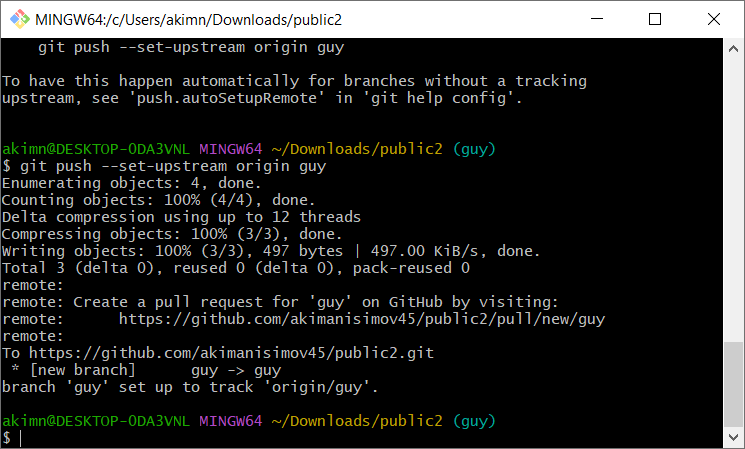 MINGW64:/c/Users/akimn/Downloads/public2
    git push --set-upstream origin guy
To have this happen automatically for branches without a tracking
upstream, see 'push.autoSetupRemote' in 'git help config'.
akimn@DESKTOP-0DA3VNL MINGW64 ~/Downloads/public2 (guy)
$ git push --set-upstream origin guy
Enumerating objects: 4, done.
Counting objects: 100% (4/4), done.
Delta compression using up to 12 threads
Compressing objects: 100% (3/3), done.
Writing objects: 100% (3/3), 497 bytes | 497.00 KiB/s, done.
Total 3 (delta 0), reused 0 (delta 0), pack-reused 0
remote:
remote: Create a pull request for 'guy' on GitHub by visiting:
remote:      https://github.com/akimanisimov45/public2/pull/new/guy
remote:
To https://github.com/akimanisimov45/public2.git
 * [new branch]      guy -> guy
branch 'guy' set up to track 'origin/guy'.
akimn@DESKTOP-0DA3VNL MINGW64 ~/Downloads/public2 (guy)
$